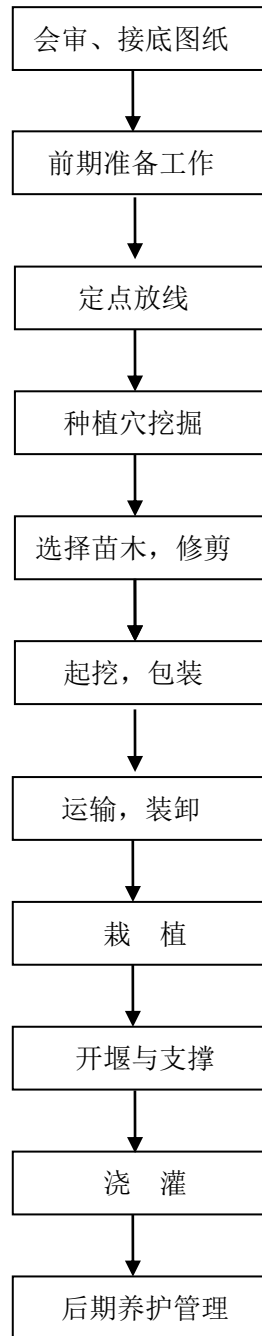 会审、接底图纸
前期准备工作
定点放线
种植穴挖掘
选择苗木，修剪
起挖，包装
运输，装卸
栽　植
开堰与支撑
浇　灌
后期养护管理